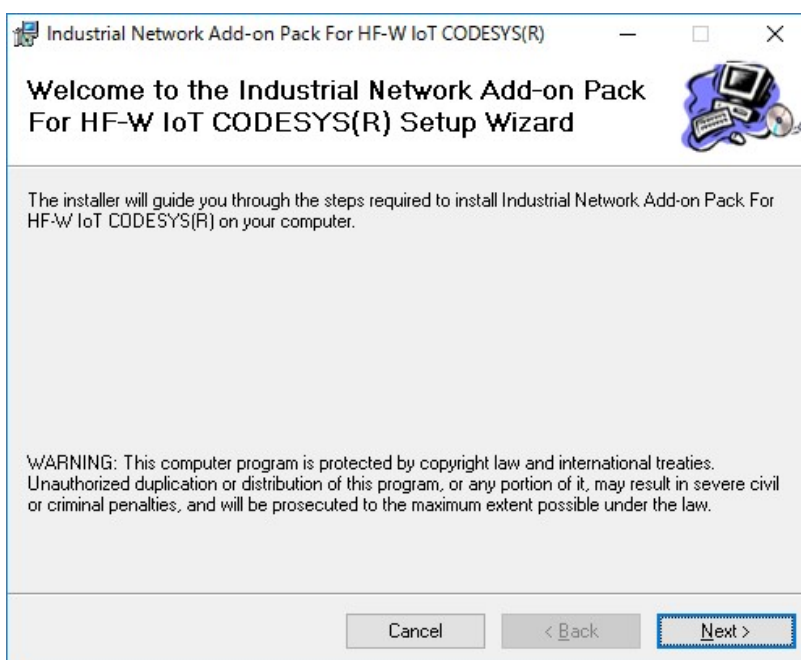 Industrial Network Add-on Pack For HF-W IoT CODESYS(R)
Welcome to the Industrial Network Add-on Pack
For HF-W IoT CODESYS(R) Setup Wizard
The installer will guide you through the steps required to install Industrial Network Add-on Pack For
HF-W IoT CODESYS(R) on your computer.
WARNING: This computer program is protected by copyright law and international treaties.
Unauthorized duplication or distribution of this program, or any portion of it, may result in severe civil
or criminal penalties, and will be prosecuted to the maximum extent possible under the law.
Cancel < Back Next >